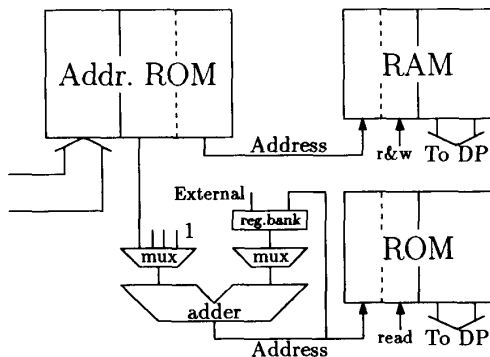 Addr. ROM
RAM
Address
r&w
To DP
External
reg.bank
1
mux
mux
ROM
adder
Address
read
To DP